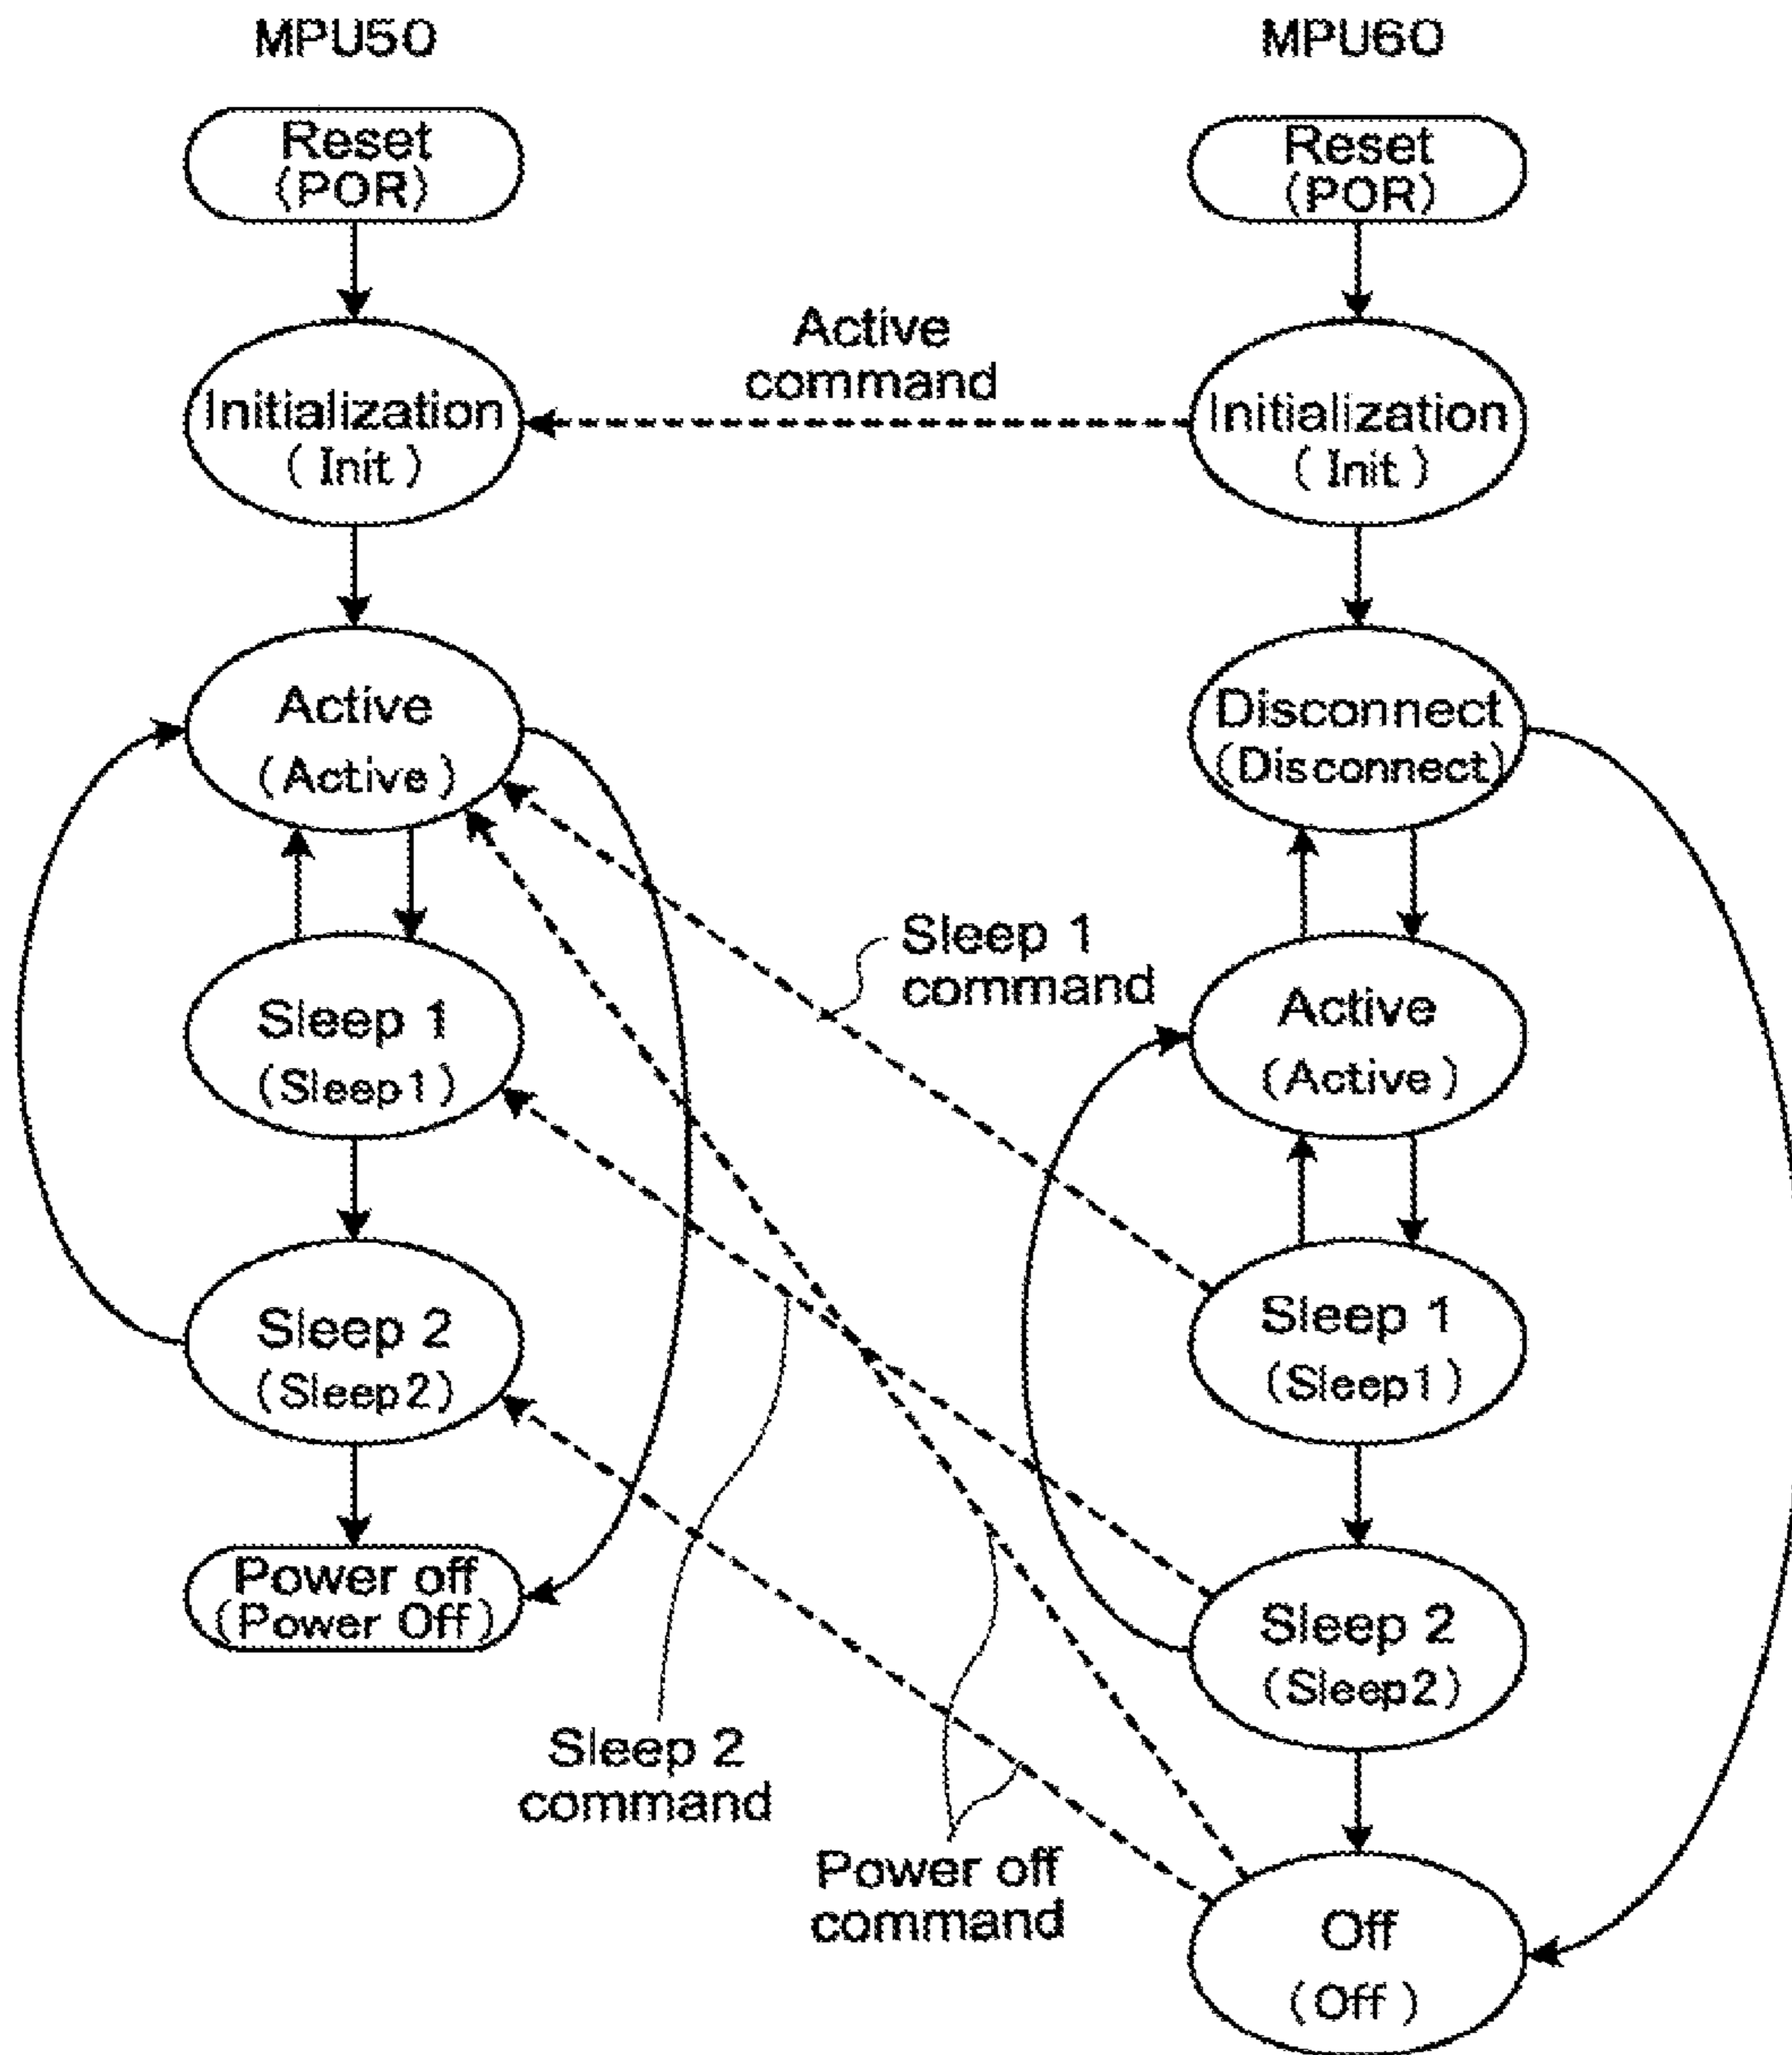 MPU50
MPU60
Reset
(POR)
Reset
(POR)
Active
command
Initialization
( Init )
Initialization
( Init )
Active
(Active)
Disconnect
(Disconnect)
Sleep 1
command
Sleep 1
(Sleep1)
Active
(Active)
Sleep 2
(Sleep2)
Sleep 1
(Sleep1)
Power off
(Power Off)
Sleep 2
(Sleep2)
Sleep 2
command
Power off
command
Off
( Off )